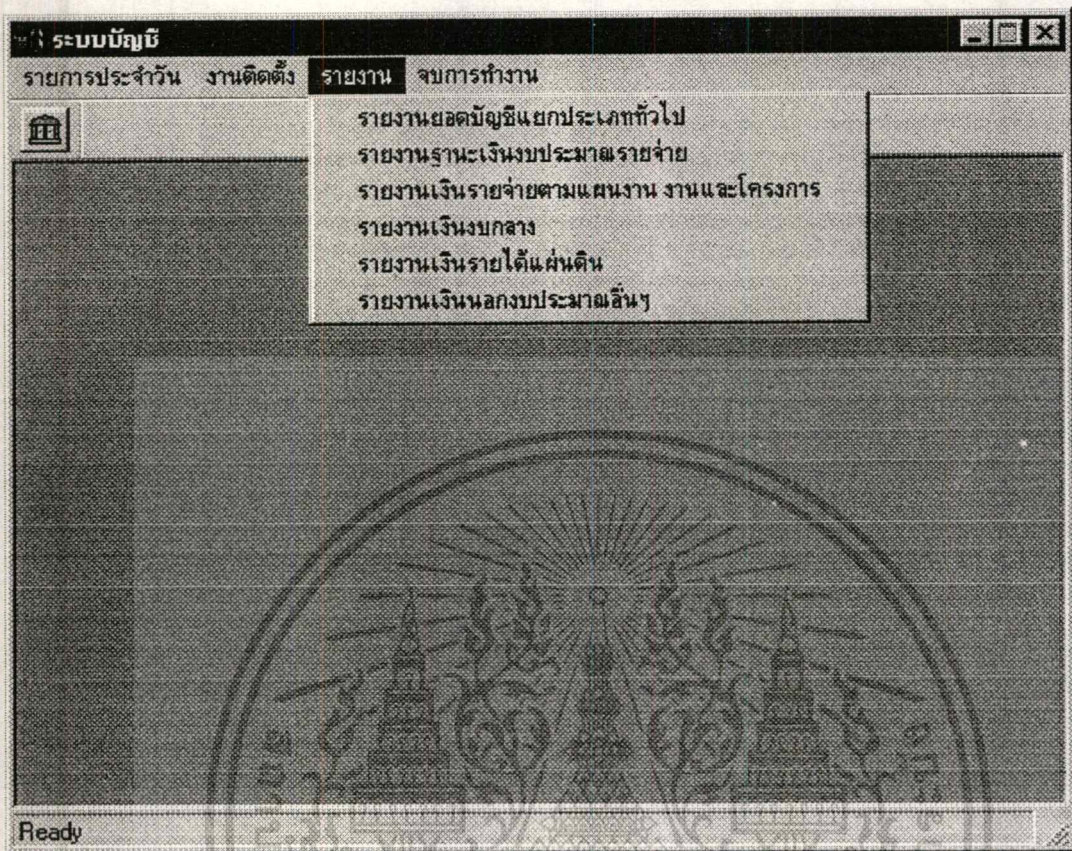 ระบบบัญชี
รายการประจำวัน งานติดตั้ง รายงาน จบการทำงาน
รายงานยอดบัญชีแยกประเภททั่วไป
รายงานฐานะเงินงบประมาณรายจ่าย
รายงานเงินรายจ่ายตามแผนงาน งานและโครงการ
รายงานเงินงบกลาง
รายงานเงินรายได้แผ่นดิน
รายงานเงินนอกงบประมาณอื่นๆ
Ready